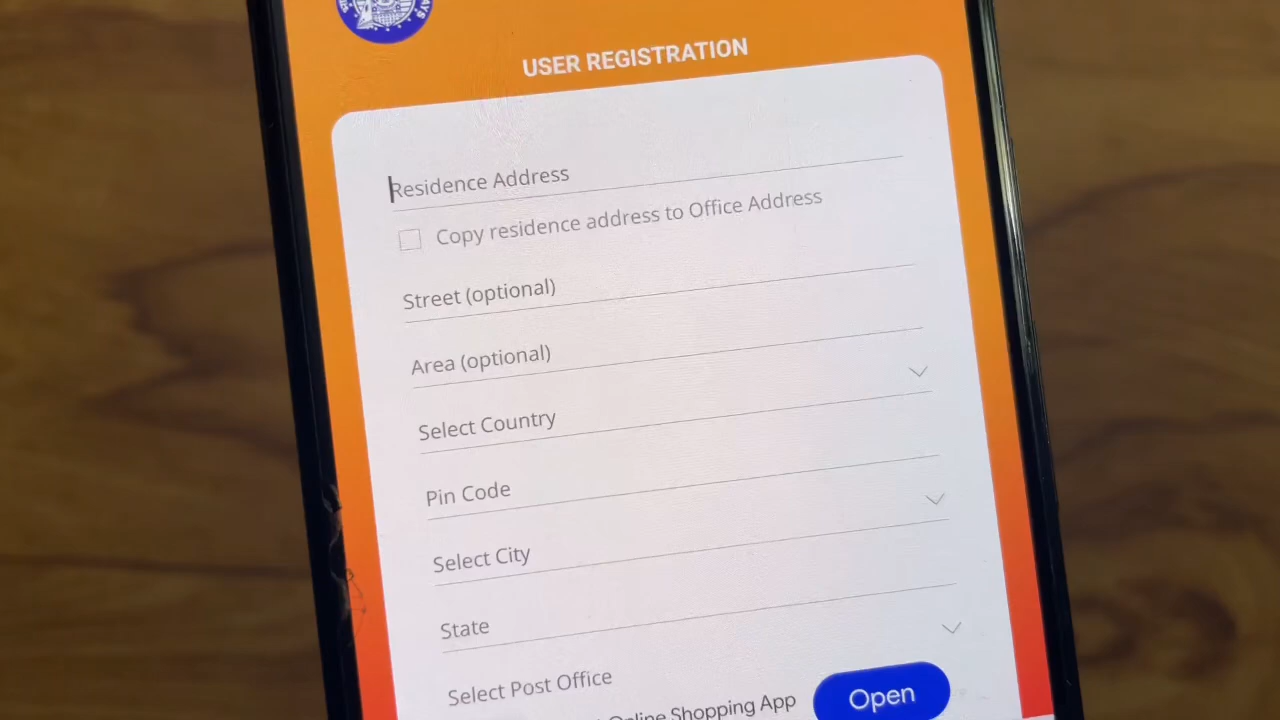 USER REGISTRATION
Residence Address
Copy residence address to Office Address
Street (optional)
Area (optional)
Select Country
Pin Code
Select City
State
Select Post Office
Online Shopping App
Open